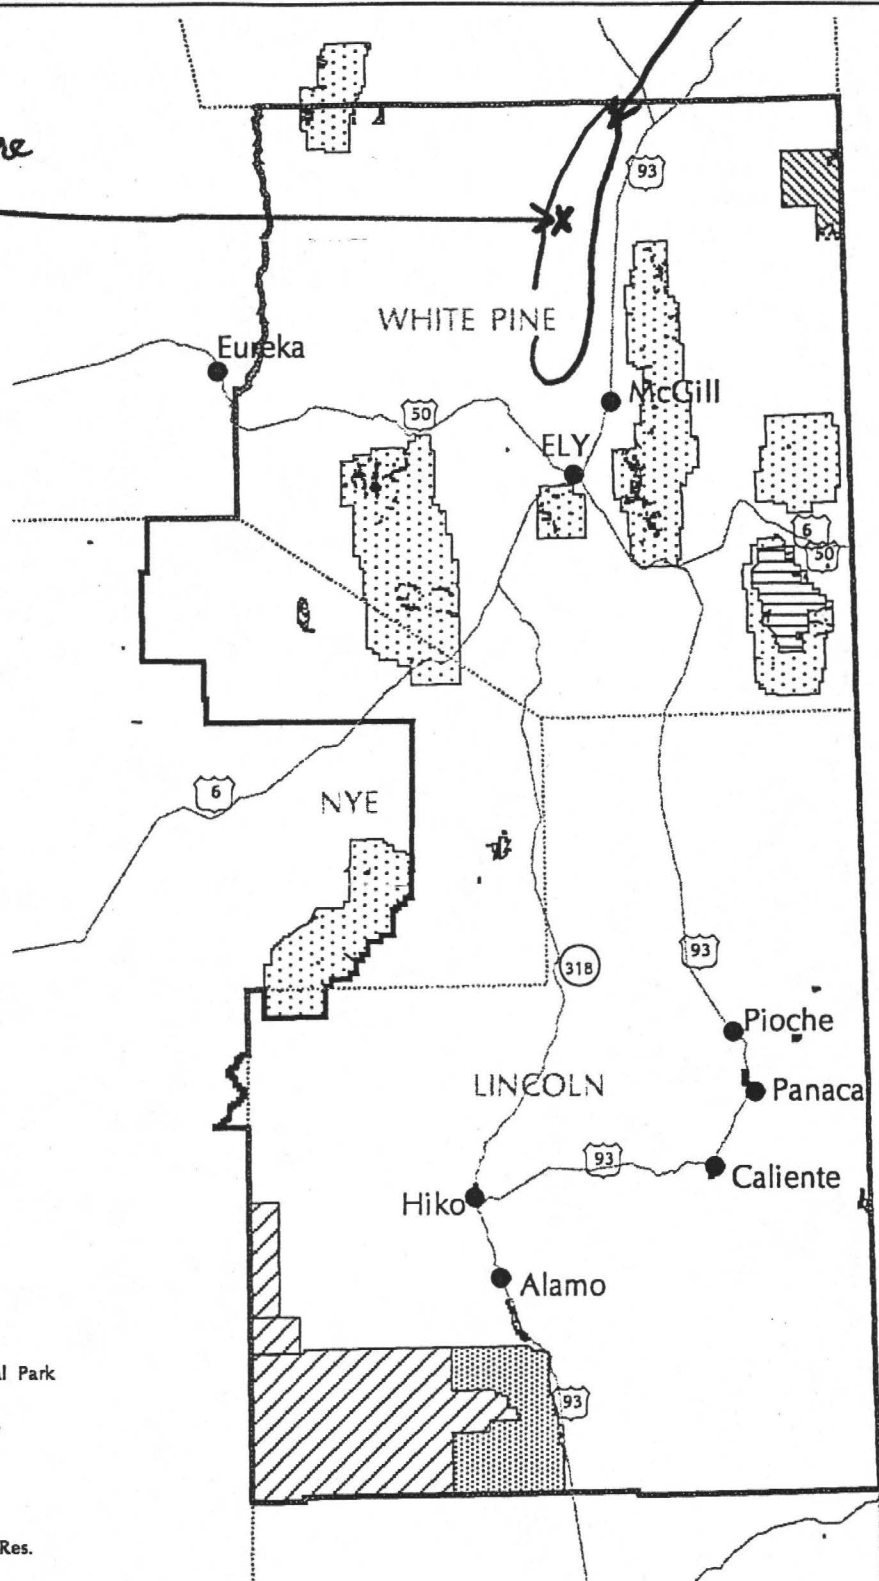 93
WHITE PINE
Eureka
McGill
50
ELY
6
50
6
NYE
93
318
Pioche
LINCOLN
Panaca
93
Caliente
Hiko
Alamo
Park
93
Res.